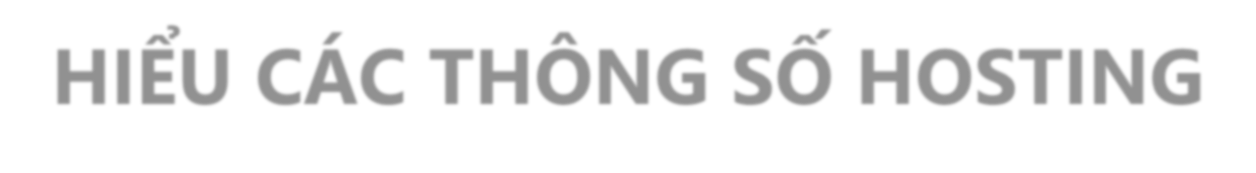 HIỂU CÁC THÔNG SỐ HOSTING